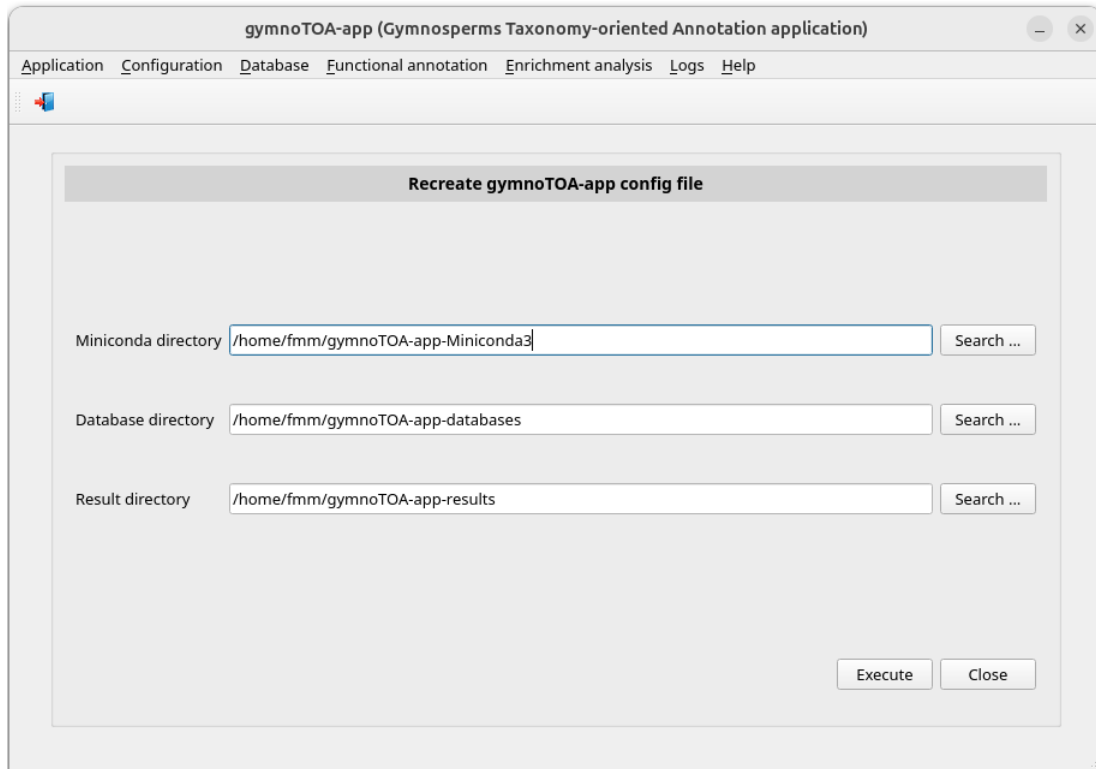 gymnoTOA-app (Gymnosperms Taxonomy-oriented Annotation application)
Application Configuration Database Functional annotation Enrichment analysis Logs Help
Recreate gymnoTOA-app config file
Miniconda directory /home/fmm/gymnoTOA-app-Miniconda3 Search ...
Database directory /home/fmm/gymnoTOA-app-databases Search ...
Result directory /home/fmm/gymnoTOA-app-results Search ...
Execute Close